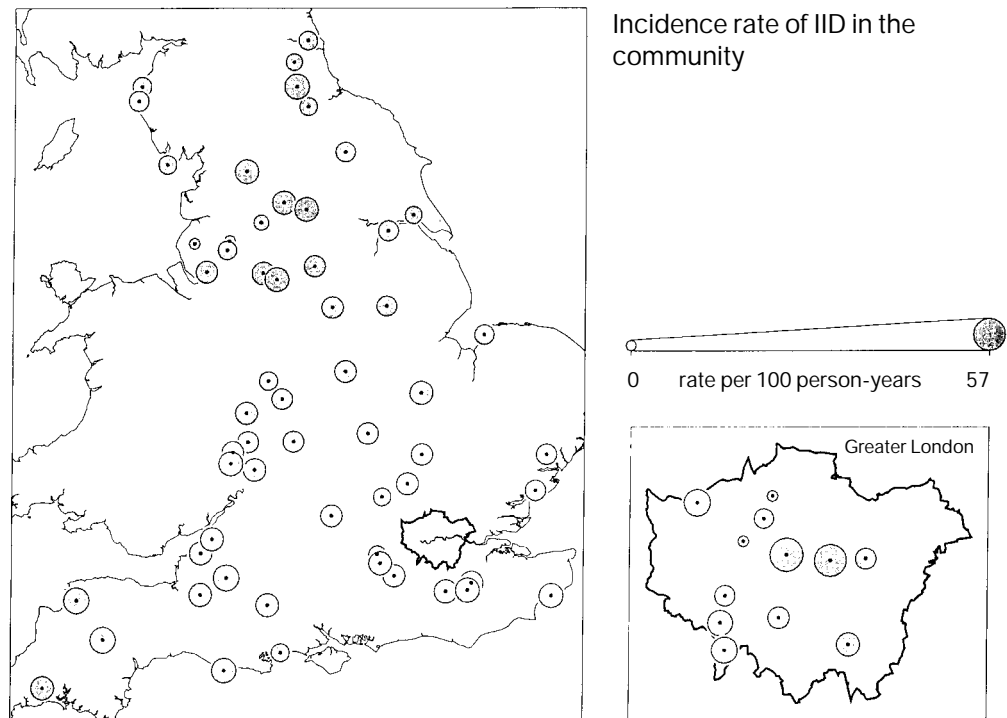 Incidence rate of IID in the
community
0 rate per 100 person-years 57
Greater London